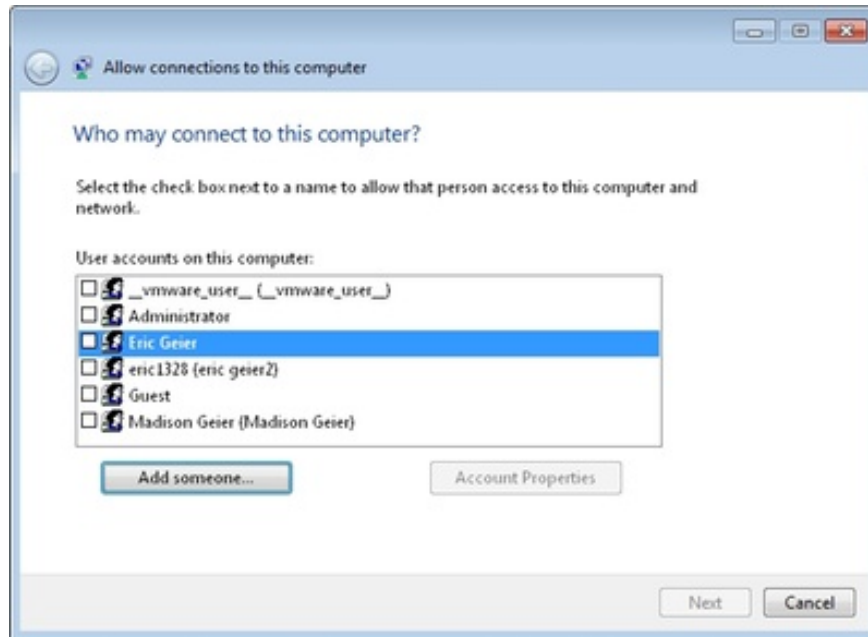 Allow connections to this computer
Who may connect to this computer?
Select the check box next to a name to allow that person access to this computer and
network.
User accounts on this computer:
__vmware_user__ (__vmware_user__)
Administrator
Eric Geier
eric1328 (eric geier2)
Guest
Madison Geier (Madison Geier)
Add someone...
Account Properties
Next
Cancel